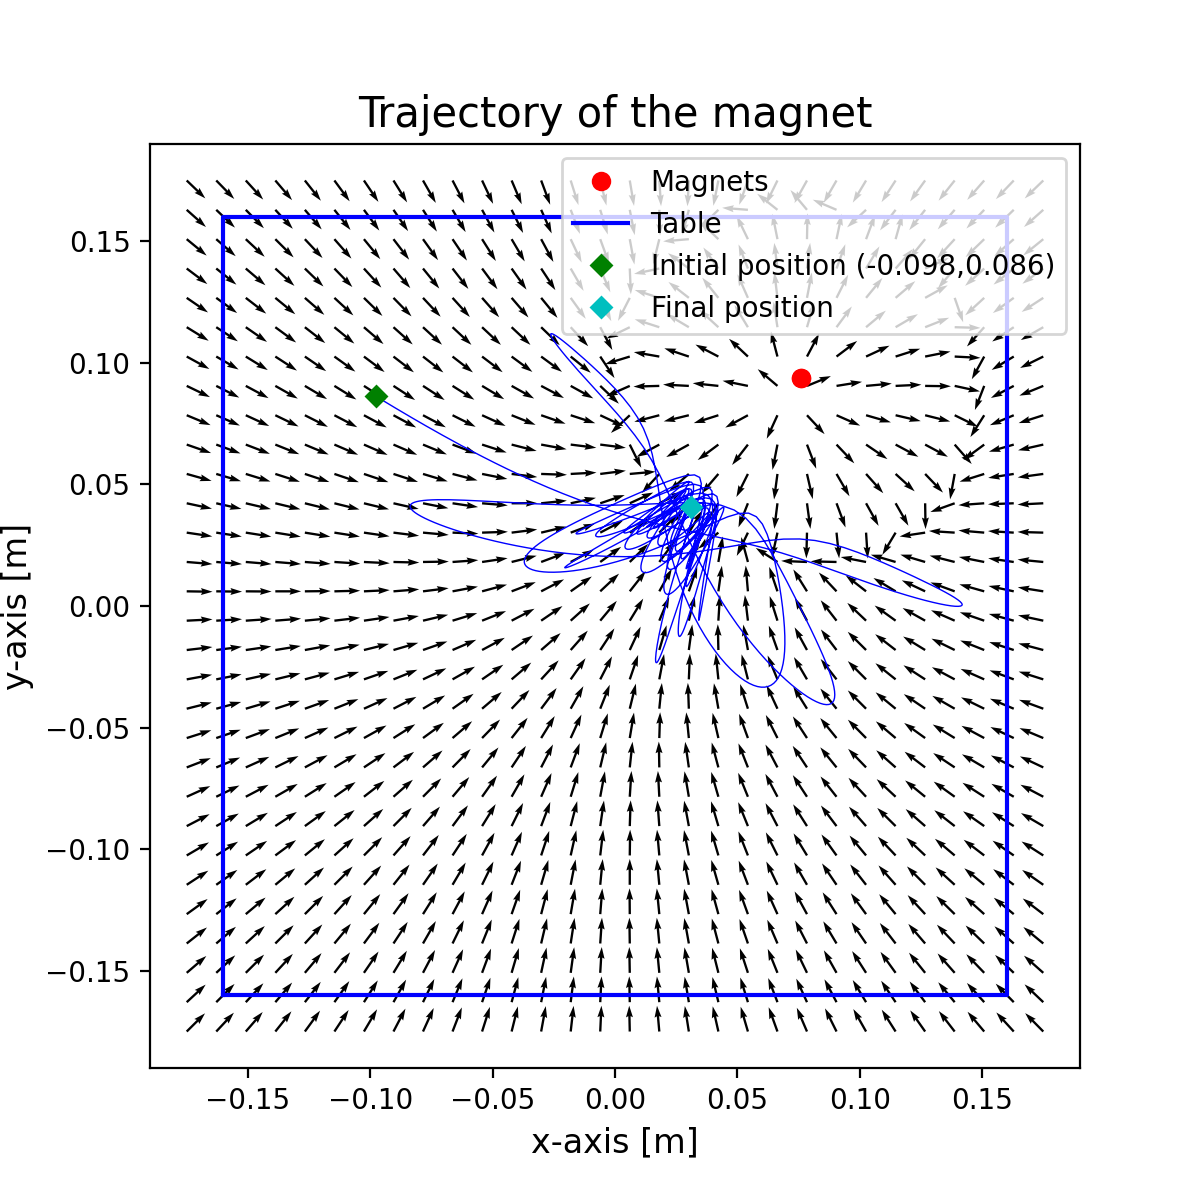 Trajectory of the magnet
Magnets
Table
Initial position (-0.098,0.086)
Final position
y-axis [m]
0.15
0.10
0.05
0.00
−0.05
−0.10
−0.15
−0.15 −0.10 −0.05 0.00 0.05 0.10 0.15
x-axis [m]